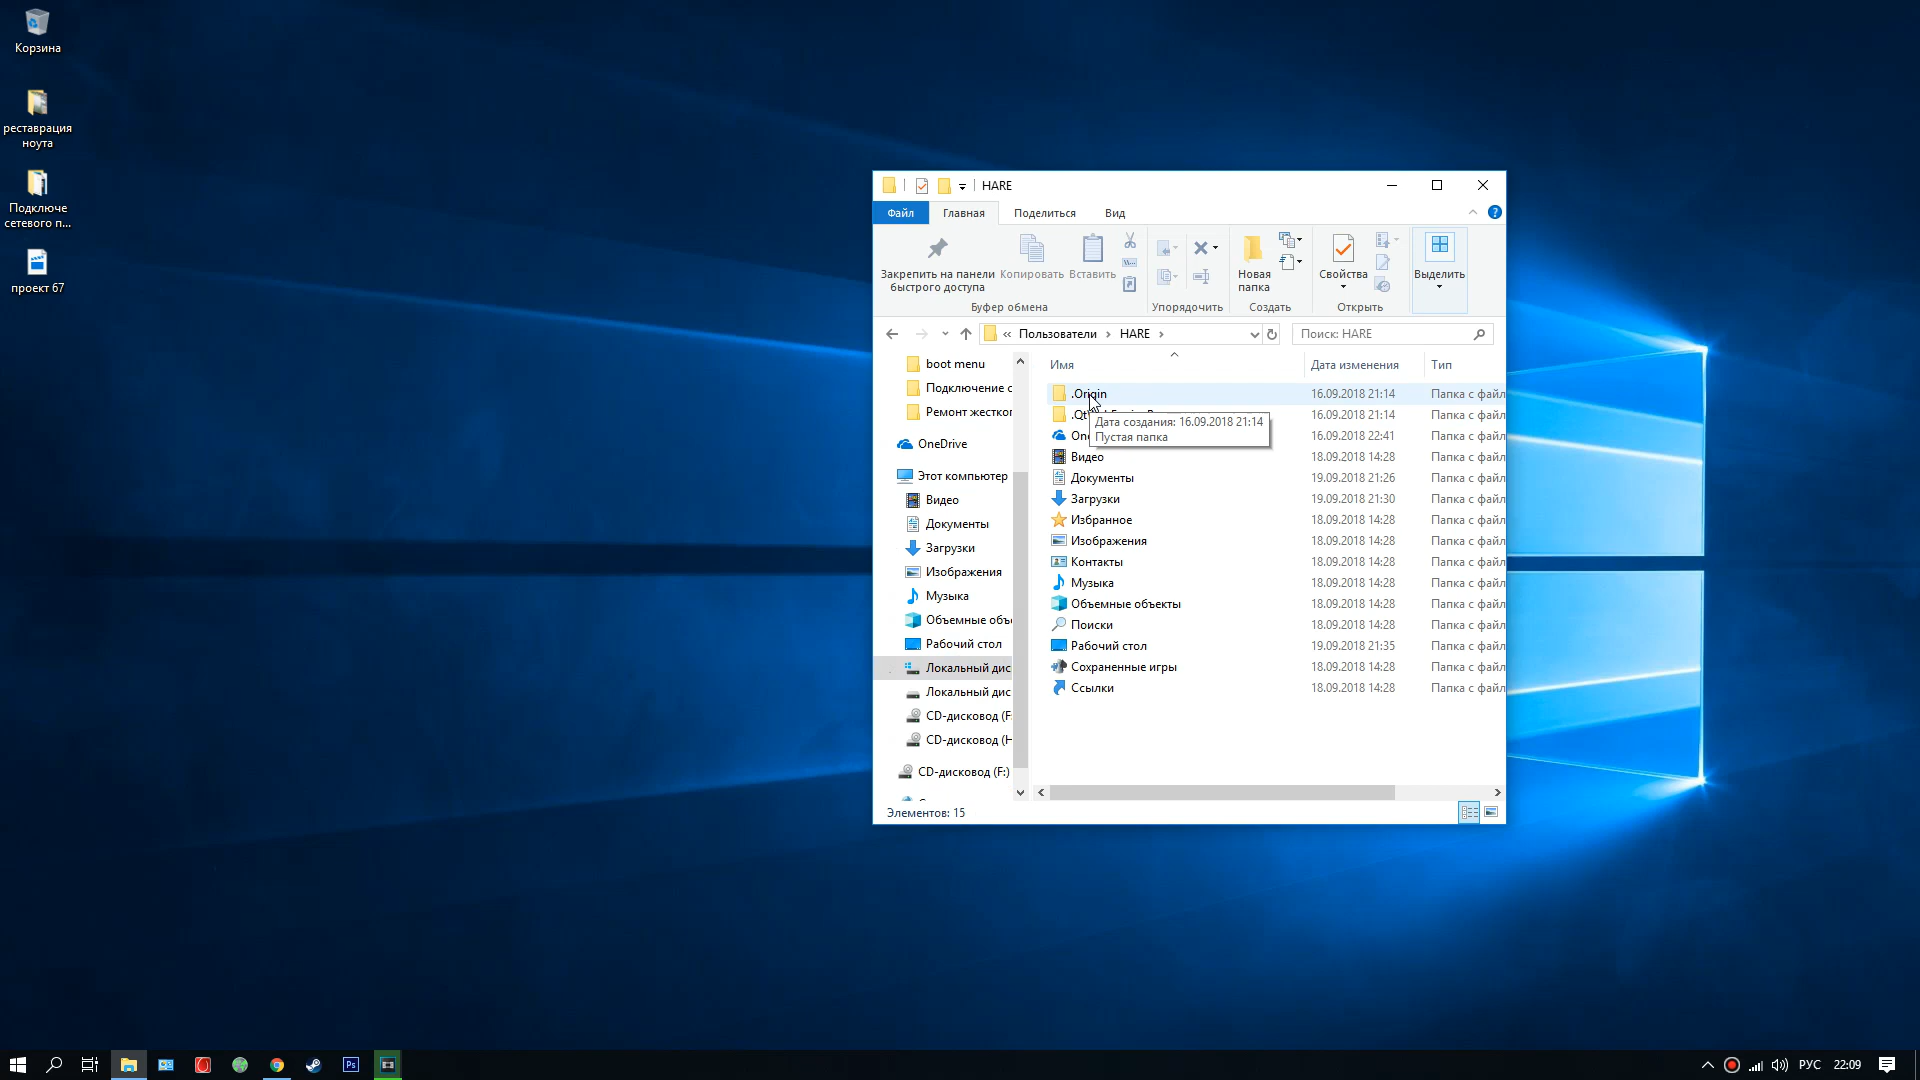 Корзина
реставрация
ноута
Подключе
сетевого п...
проект 67
HARE
Файл
Главная
Поделиться
Вид
Закрепить на панели
быстрого доступа
Копировать
Вставить
Буфер обмена
Упорядочить
Новая
папка
Создать
Свойства
Открыть
Выделить
« Пользователи › HARE ›
Поиск: HARE
boot menu
Подключение с
Ремонт жестког
OneDrive
Этот компьютер
Видео
Документы
Загрузки
Изображения
Музыка
Объемные объ
Рабочий стол
Локальный дис
Локальный дис
CD-дисковод (F:
CD-дисковод (H
CD-дисковод (F:)
Имя
Дата изменения
Тип
.Origin 16.09.2018 21:14 Папка с файл
16.09.2018 21:14 Папка с файл
16.09.2018 22:41 Папка с файл
Дата создания: 16.09.2018 21:14
Пустая папка
Видео 18.09.2018 14:28 Папка с файл
Документы 19.09.2018 21:26 Папка с файл
Загрузки 19.09.2018 21:30 Папка с файл
Избранное 18.09.2018 14:28 Папка с файл
Изображения 18.09.2018 14:28 Папка с файл
Контакты 18.09.2018 14:28 Папка с файл
Музыка 18.09.2018 14:28 Папка с файл
Объемные объекты 18.09.2018 14:28 Папка с файл
Поиски 18.09.2018 14:28 Папка с файл
Рабочий стол 19.09.2018 21:35 Папка с файл
Сохраненные игры 18.09.2018 14:28 Папка с файл
Ссылки 18.09.2018 14:28 Папка с файл
Элементов: 15
Ps
РУС
22:09